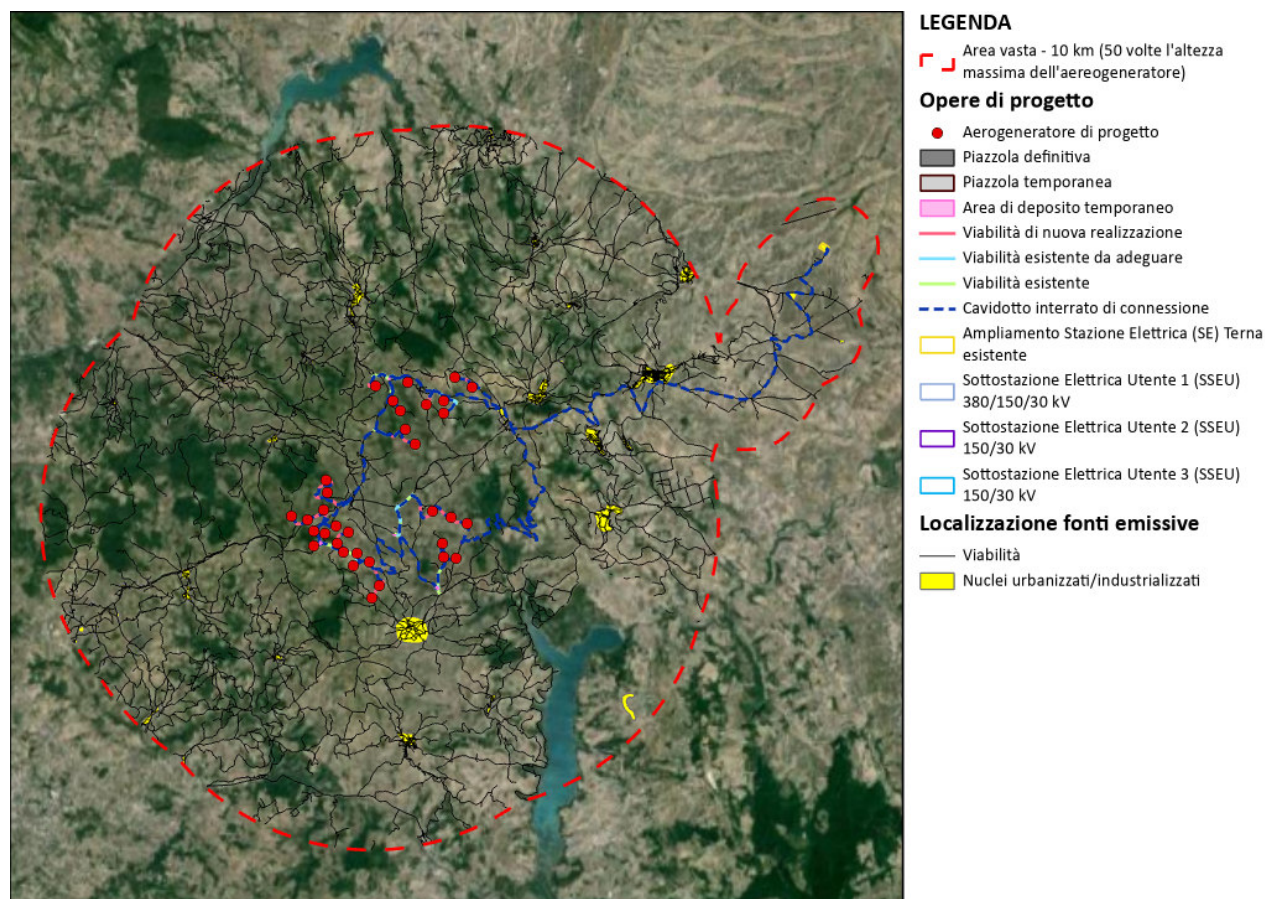 LEGENDA
Area vasta - 10 km (50 volte l'altezza
massima dell'aereogeneratore)
Opere di progetto
Aerogeneratore di progetto
Piazzola definitiva
Piazzola temporanea
Area di deposito temporaneo
Viabilità di nuova realizzazione
Viabilità esistente da adeguare
Viabilità esistente
Cavidotto interrato di connessione
Ampliamento Stazione Elettrica (SE) Terna
esistente
Sottostazione Elettrica Utente 1 (SSEU)
380/150/30 kV
Sottostazione Elettrica Utente 2 (SSEU)
150/30 kV
Sottostazione Elettrica Utente 3 (SSEU)
150/30 kV
Localizzazione fonti emissive
Viabilità
Nuclei urbanizzati/industrializzati